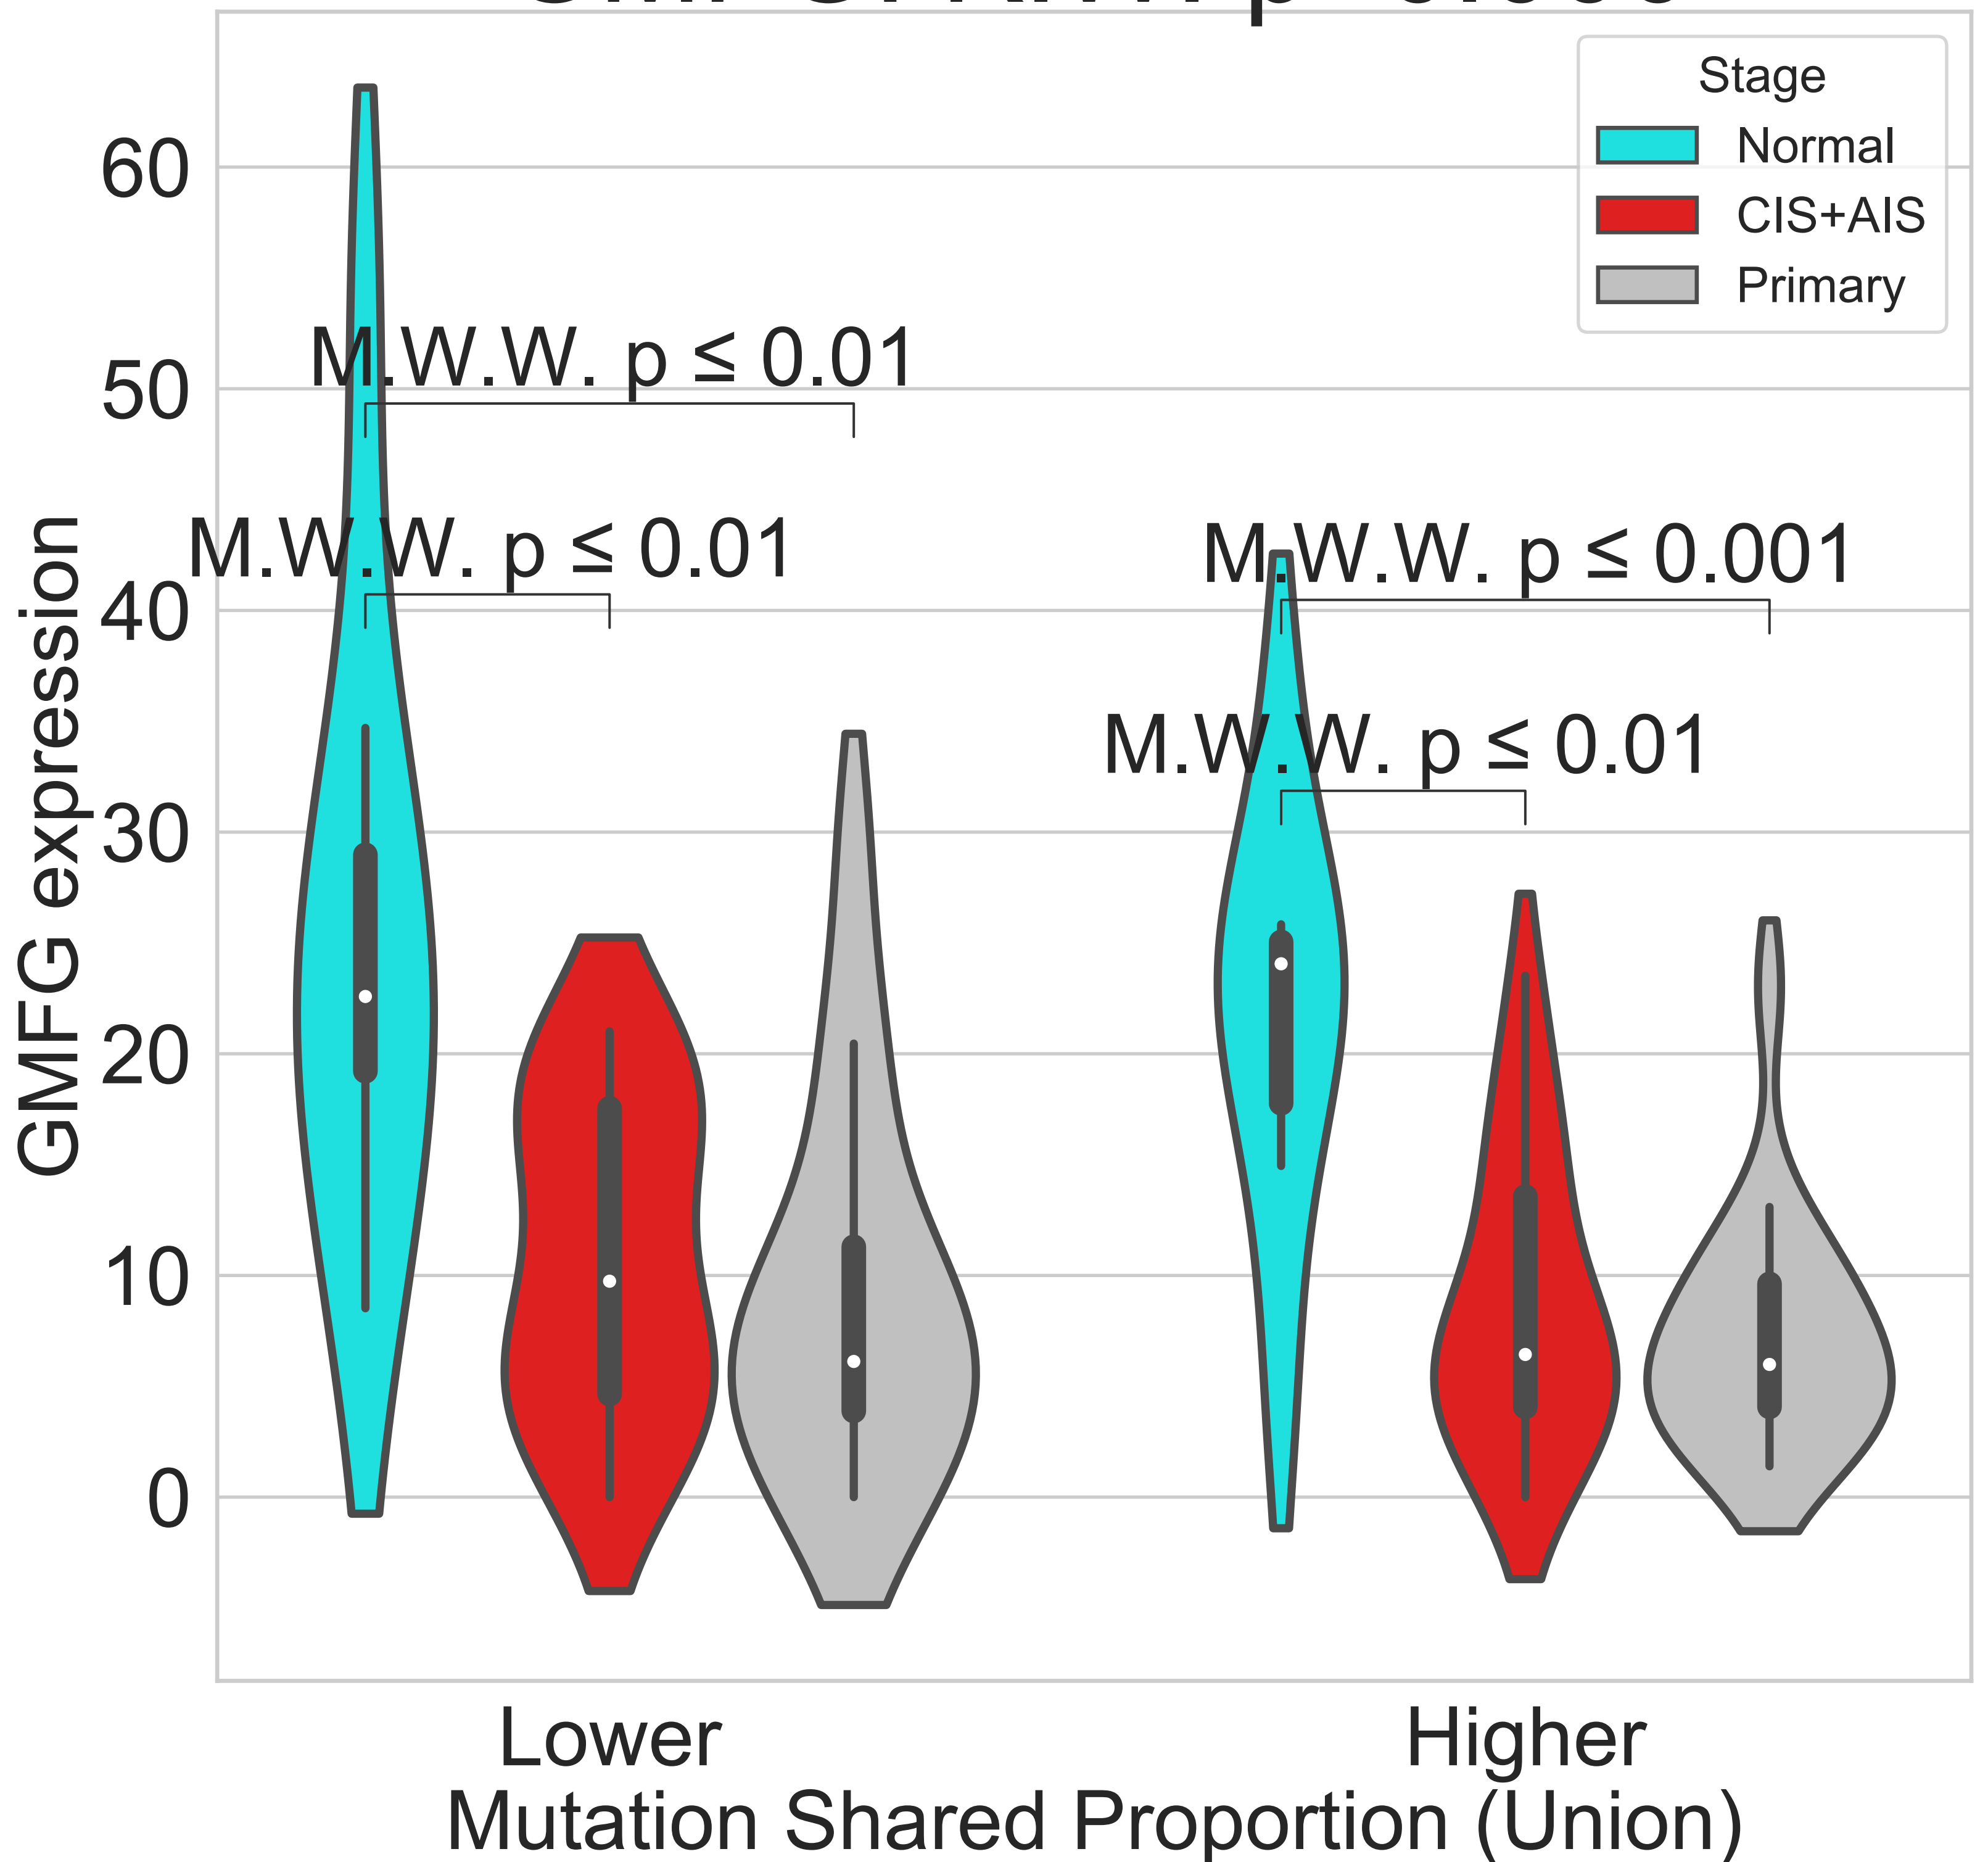 Stage
Normal
CIS+AIS
Primary
60
50
40
30
20
10
0
GMFG expression
M.W.W. p ≤ 0.01
M.W.W. p ≤ 0.01
M.W.W. p ≤ 0.001
M.W.W. p ≤ 0.01
Lower
Higher
Mutation Shared Proportion (Union)